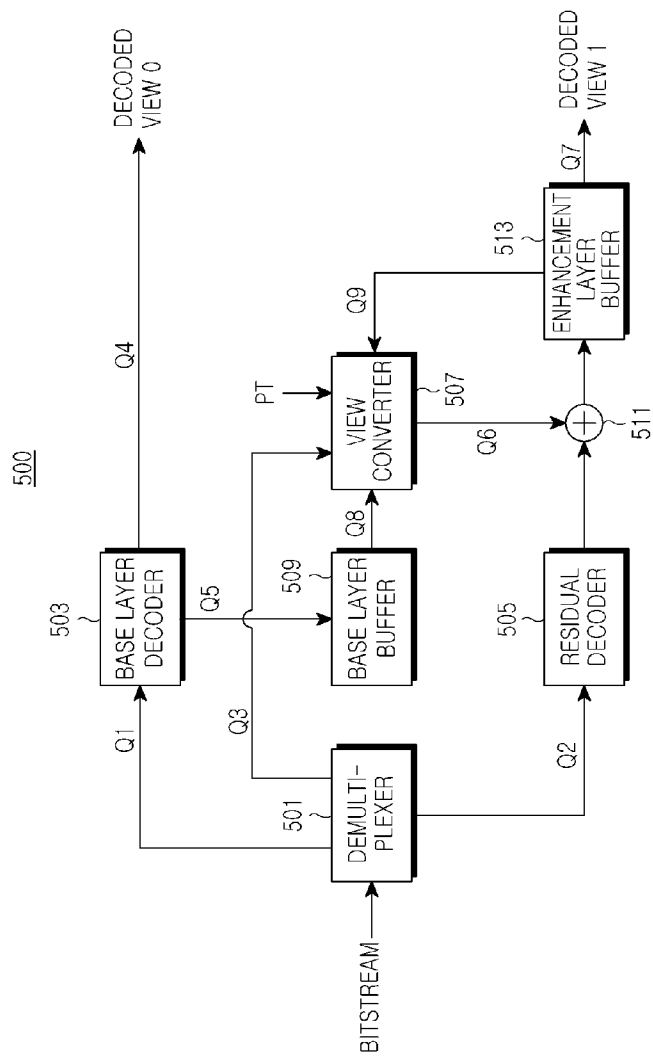 500
BITSTREAM
501
DEMULTI-
PLEXER
Q1
Q3
Q2
503
BASE LAYER
DECODER
Q5
Q4
DECODED
VIEW 0
509
BASE LAYER
BUFFER
Q8
PT
VIEW
CONVERTER
507
Q9
Q6
505
RESIDUAL
DECODER
511
513
ENHANCEMENT
LAYER
BUFFER
Q7
DECODED
VIEW 1